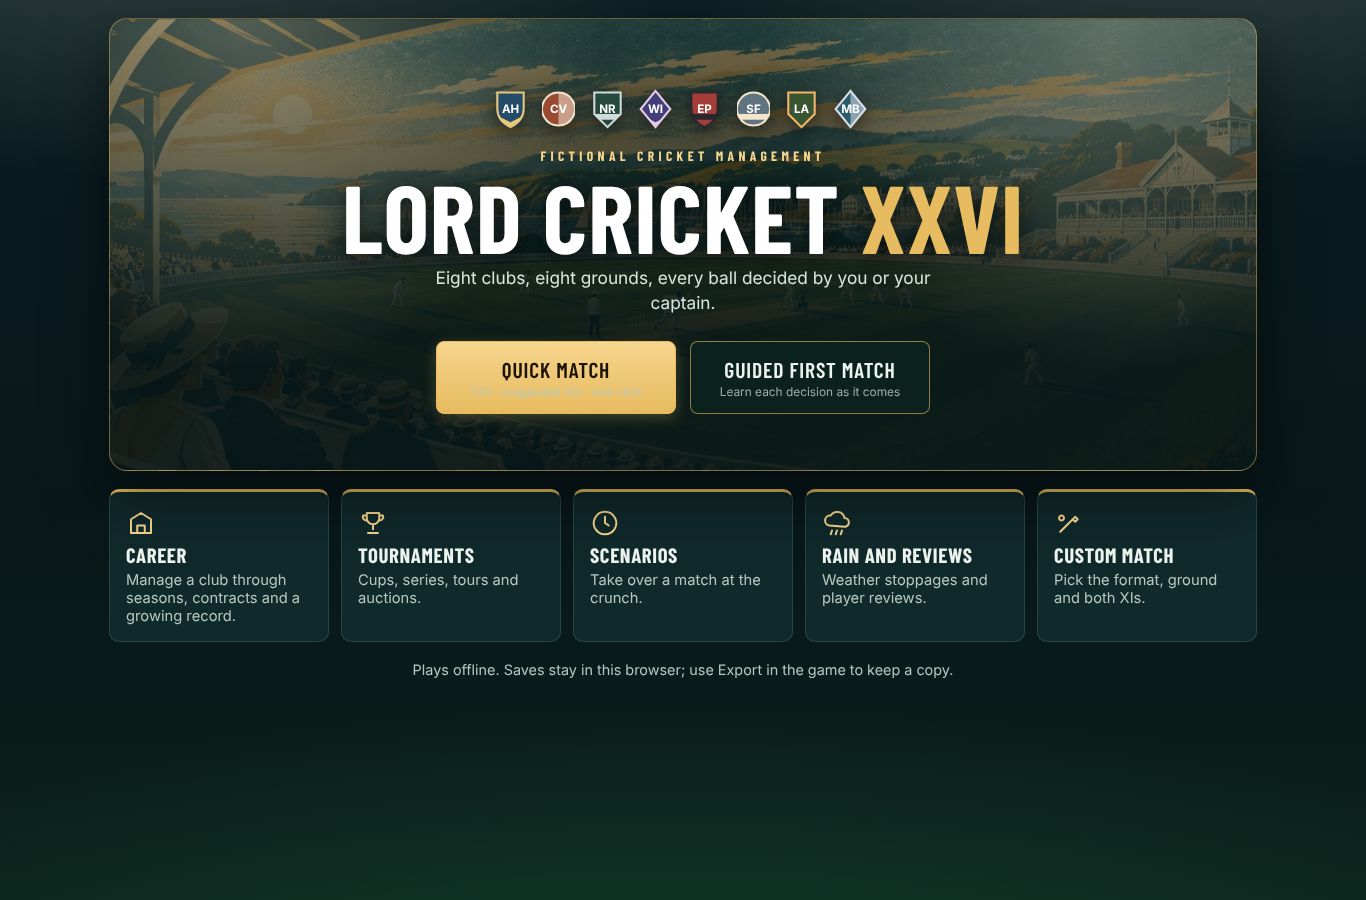 AH CV NR WI EP SF LA MB
FICTIONAL CRICKET MANAGEMENT
LORD CRICKET XXVI
Eight clubs, eight grounds, every ball decided by you or your
captain.
QUICK MATCH
GUIDED FIRST MATCH
Learn each decision as it comes
CAREER
Manage a club through
seasons, contracts and a
growing record.
TOURNAMENTS
Cups, series, tours and
auctions.
SCENARIOS
Take over a match at the
crunch.
RAIN AND REVIEWS
Weather stoppages and
player reviews.
CUSTOM MATCH
Pick the format, ground
and both XIs.
Plays offline. Saves stay in this browser; use Export in the game to keep a copy.